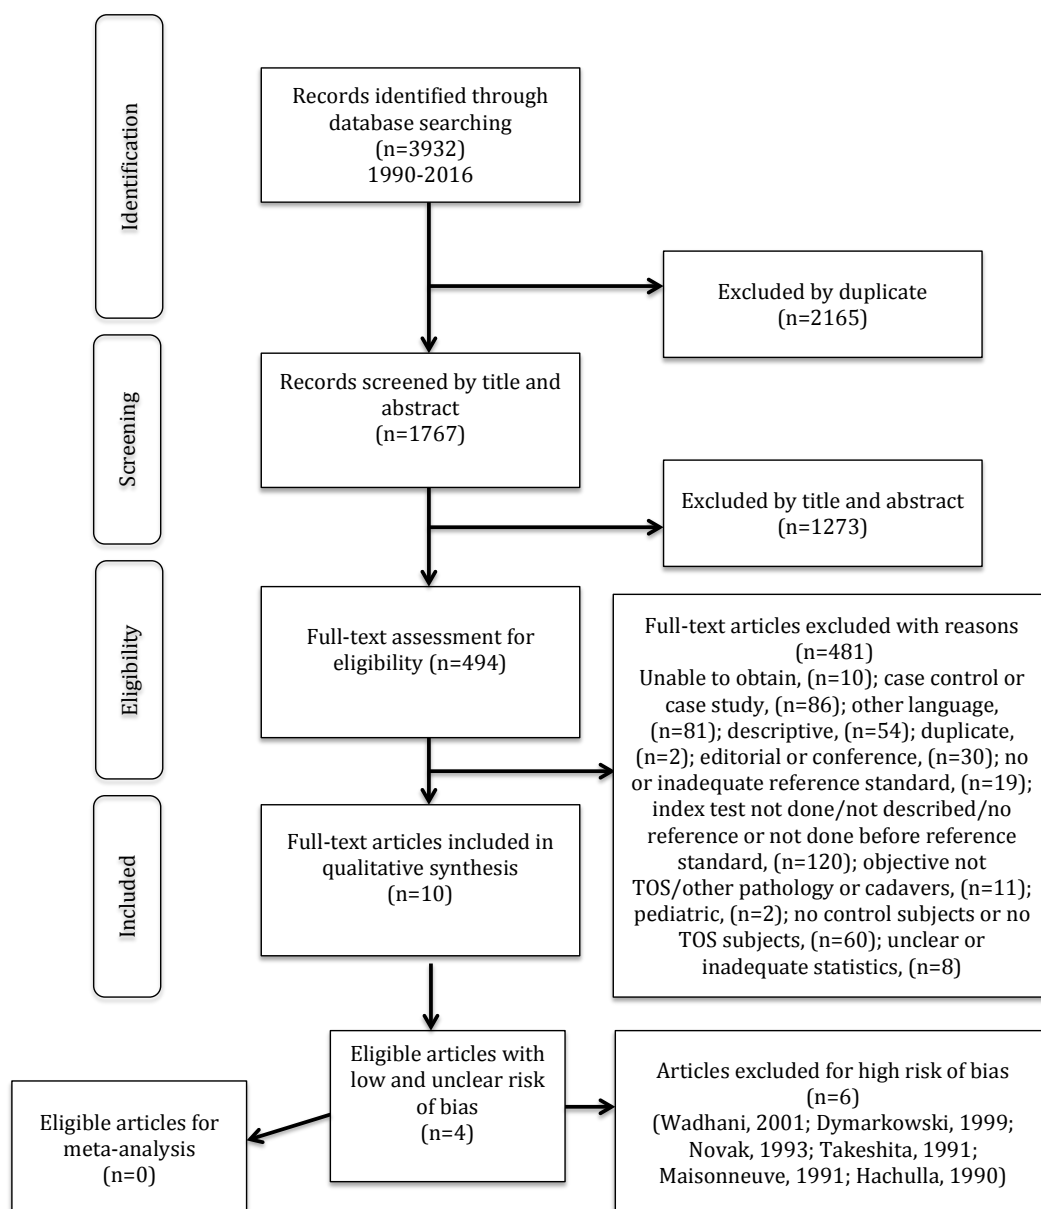 Identification
Records identified through
database searching
(n=3932)
1990-2016
Excluded by duplicate
(n=2165)
Screening
Records screened by title and
abstract
(n=1767)
Excluded by title and abstract
(n=1273)
Eligibility
Full-text assessment for
eligibility (n=494)
Full-text articles excluded with reasons
(n=481)
Unable to obtain, (n=10); case control or
case study, (n=86); other language,
(n=81); descriptive, (n=54); duplicate,
(n=2); editorial or conference, (n=30); no
or inadequate reference standard, (n=19);
index test not done/not described/no
reference or not done before reference
standard, (n=120); objective not
TOS/other pathology or cadavers, (n=11);
pediatric, (n=2); no control subjects or no
TOS subjects, (n=60); unclear or
inadequate statistics, (n=8)
Included
Full-text articles included in
qualitative synthesis
(n=10)
Eligible articles with
low and unclear risk
of bias
(n=4)
Articles excluded for high risk of bias
(n=6)
(Wadhani, 2001; Dymarkowski, 1999;
Novak, 1993; Takeshita, 1991;
Maisonneuve, 1991; Hachulla, 1990)
Eligible articles for
meta-analysis
(n=0)